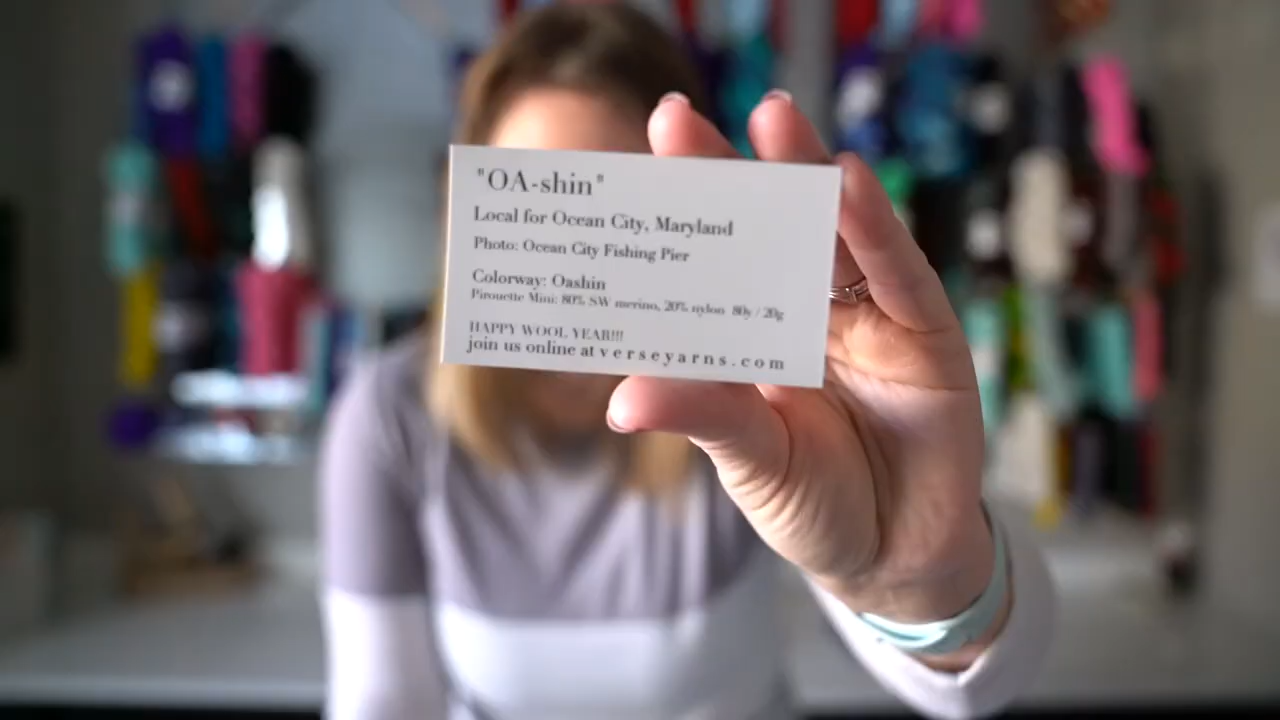 "OA-shin"
Local for Ocean City, Maryland
Photo: Ocean City Fishing Pier
Colorway: Oashin
Pirouette Mini: 80% SW merino, 20% nylon 80y / 20g
HAPPY WOOL YEAR!!!
join us online at verseyarns.com